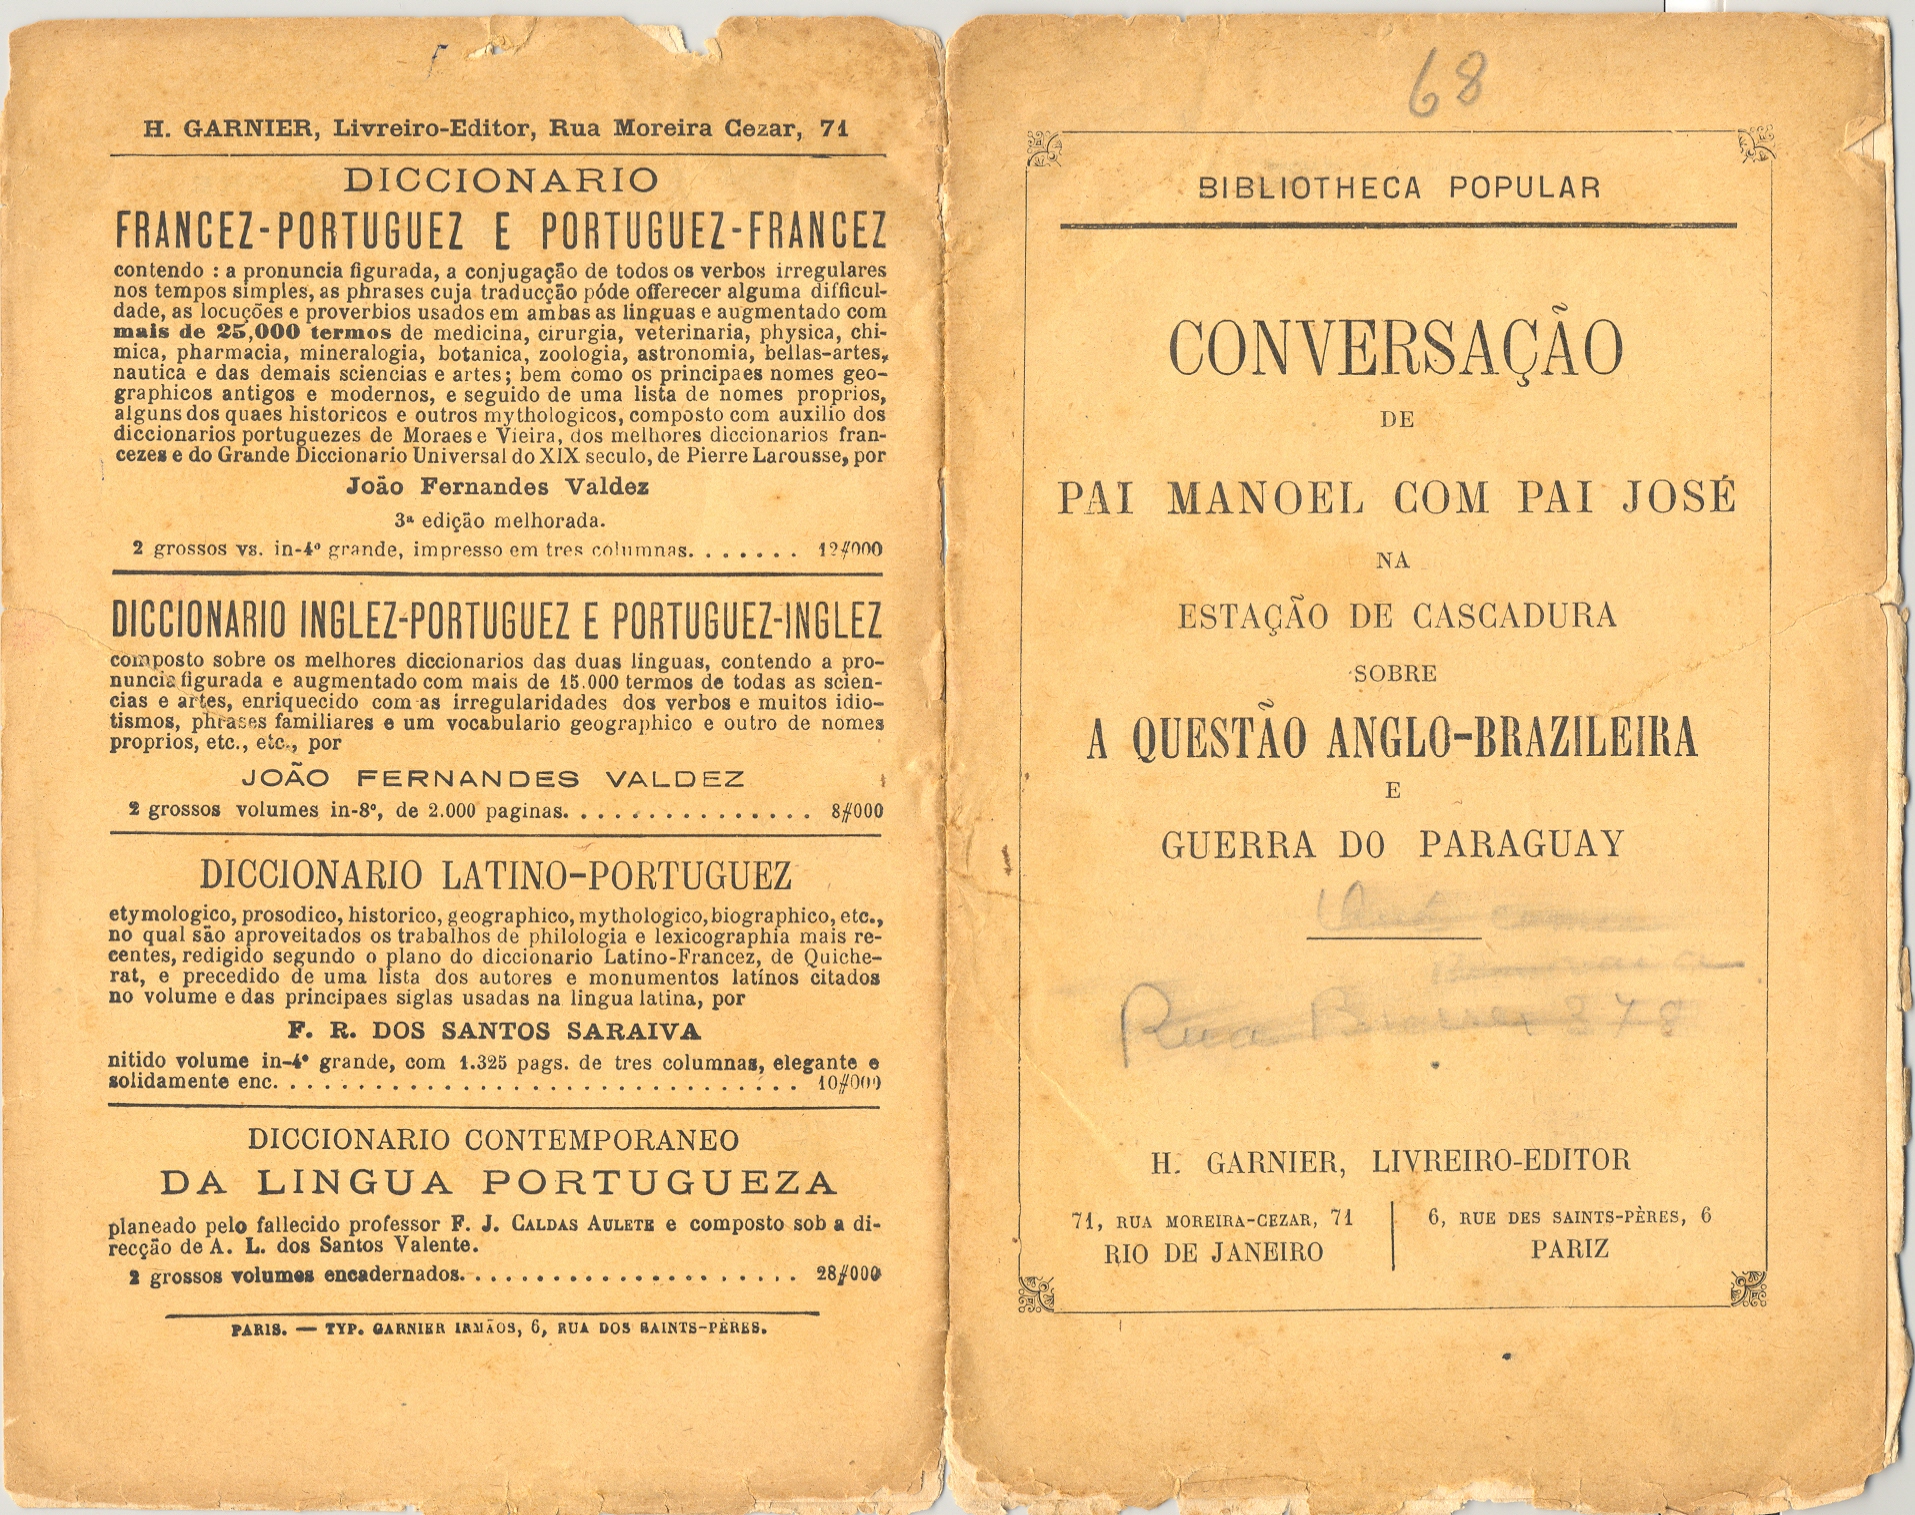 H. GARNIER, Livreiro-Editor, Rua Moreira Cezar, 71
DICCIONARIO
FRANCEZ-PORTUGUEZ E PORTUGUEZ-FRANCEZ
contendo : a pronuncia figurada, a conjugação de todos os verbos irregulares
nos tempos simples, as phrases cuja traducção póde offerecer alguma difficul-
dade, as locuções e proverbios usados em ambas as linguas e augmentado com
mais de 25,000 termos de medicina, cirurgia, veterinaria, physica, chi-
mica, pharmacia, mineralogia, botanica, zoologia, astronomia, bellas-artes,
nautica e das demais sciencias e artes; bem como os principaes nomes geo-
graphicos antigos e modernos, e seguido de uma lista de nomes proprios,
alguns dos quaes historicos e outros mythologicos, composto com auxilio dos
diccionarios portuguezes de Moraes e Vieira, dos melhores diccionarios fran-
cezes e do Grande Diccionario Universal do XIX seculo, de Pierre Larousse, por
João Fernandes Valdez
3ª edição melhorada.
2 grossos vs. in-4º grande, impresso em tres columnas. . . . . . . 12#000
DICCIONARIO INGLEZ-PORTUGUEZ E PORTUGUEZ-INGLEZ
composto sobre os melhores diccionarios das duas linguas, contendo a pro-
nuncia figurada e augmentado com mais de 15.000 termos de todas as scien-
cias e artes, enriquecido com as irregularidades dos verbos e muitos idio-
tismos, phrases familiares e um vocabulario geographico e outro de nomes
proprios, etc., etc., por
JOÃO FERNANDES VALDEZ
2 grossos volumes in-8º, de 2.000 paginas. . . . . . . . . . . . . . . 8#000
DICCIONARIO LATINO-PORTUGUEZ
etymologico, prosodico, historico, geographico, mythologico, biographico, etc.,
no qual são aproveitados os trabalhos de philologia e lexicographia mais re-
centes, redigido segundo o plano do diccionario Latino-Francez, de Quiche-
rat, e precedido de uma lista dos autores e monumentos latinos citados
no volume e das principaes siglas usadas na lingua latina, por
F. R. DOS SANTOS SARAIVA
nitido volume in-4º grande, com 1.325 pags. de tres columnas, elegante e
solidamente enc. . . . . . . . . . . . . . . . . . . . . . . . . . . . . . . 10#000
DICCIONARIO CONTEMPORANEO
DA LINGUA PORTUGUEZA
planeado pelo fallecido professor F. J. CALDAS AULETE e composto sob a di-
recção de A. L. dos Santos Valente.
2 grossos volumes encadernados. . . . . . . . . . . . . . . . . . . . . 28#000
PARIS. — TYP. GARNIER IRMÃOS, 6, RUA DOS SAINTS-PÈRES.
68
BIBLIOTHECA POPULAR
CONVERSAÇÃO
DE
PAI MANOEL COM PAI JOSÉ
NA
ESTAÇÃO DE CASCADURA
SOBRE
A QUESTÃO ANGLO-BRAZILEIRA
E
GUERRA DO PARAGUAY
Rua 378
H. GARNIER, LIVREIRO-EDITOR
71, RUA MOREIRA-CEZAR, 71
RIO DE JANEIRO
6, RUE DES SAINTS-PÈRES, 6
PARIZ